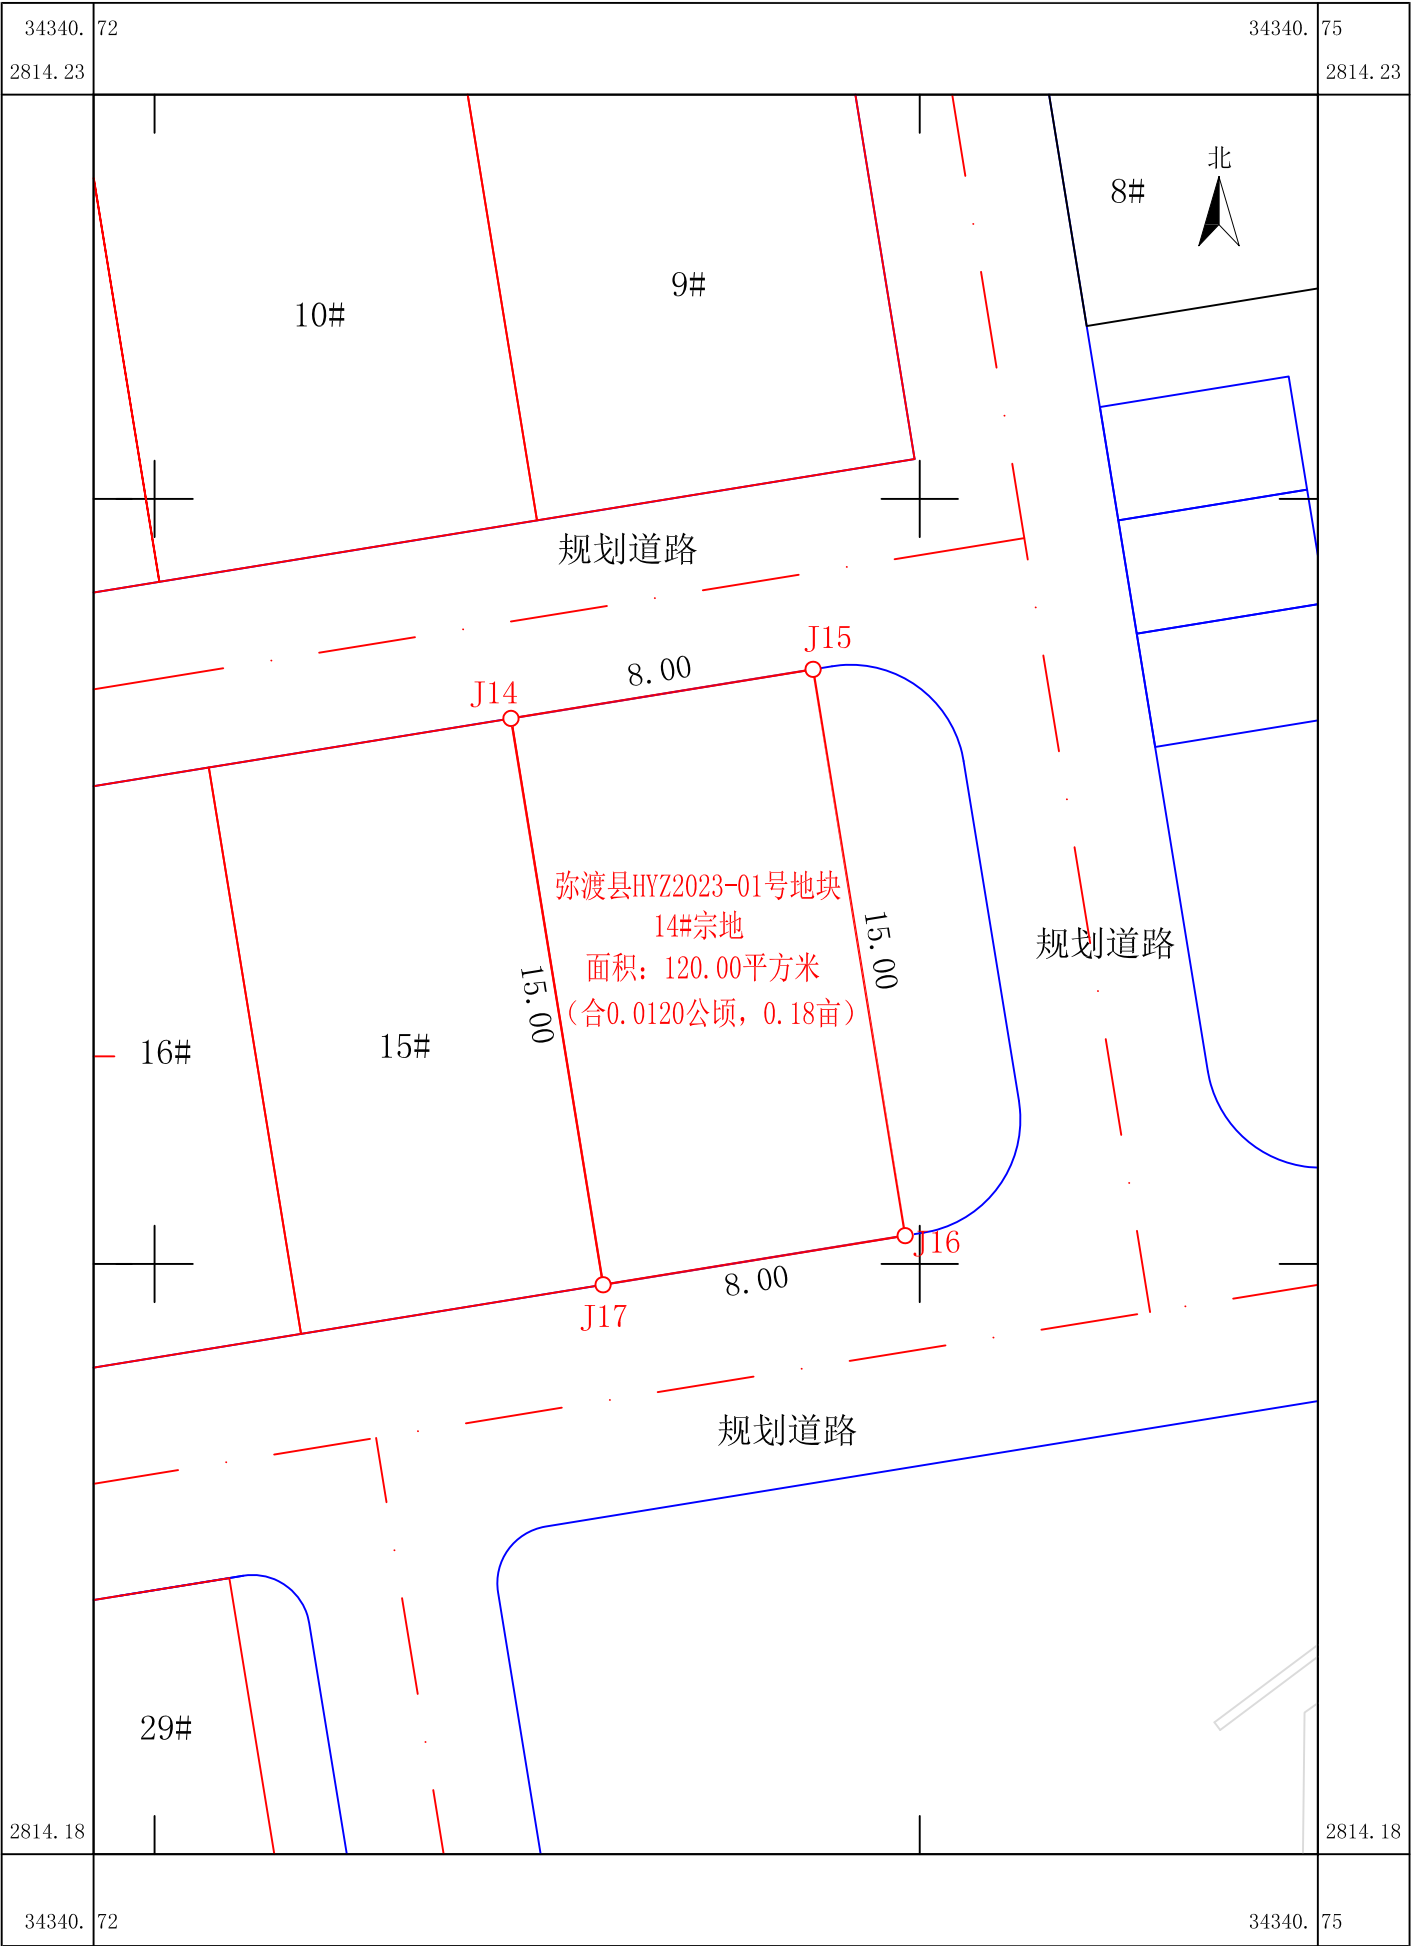 34340. 72
34340. 75
2814.23
2814.23
北
8#
9#
10#
规划道路
J15
8.00
J14
弥渡县HYZ2023-01号地块
14#宗地
面积：120.00平方米
（合0.0120公顷，0.18亩）
15.00
15.00
规划道路
16#
15#
J16
8.00
J17
规划道路
29#
2814.18
2814.18
34340. 72
34340. 75